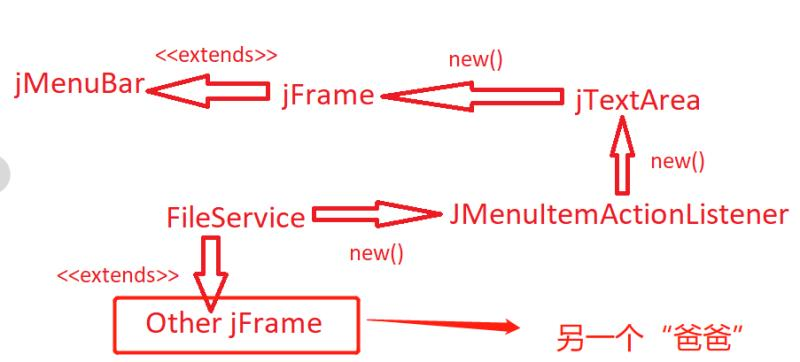 <<extends>>
new()
jMenuBar
jFrame
jTextArea
new()
FileService
JMenuItemActionListener
new()
<<extends>>
Other jFrame
另一个“爸爸”